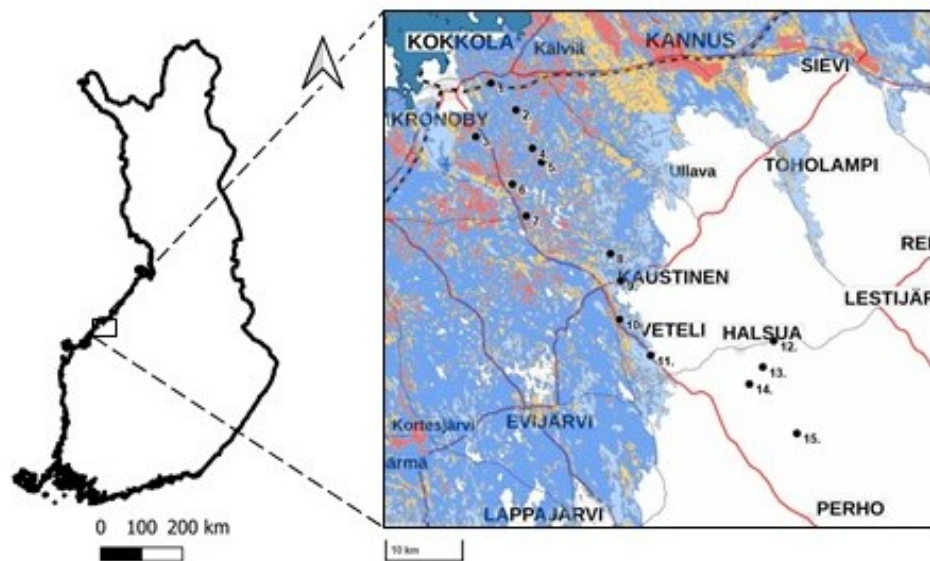 KOKKOLA
Kälviä
KANNUS
SIEVI
1.
2.
KRONOBY
3.
4.
5.
Ullava
TOHOLAMPI
6.
7.
8.
KAUSTINEN
9.
LESTIJÄR
10.
VETELI
HALSUA
12.
11.
13.
14.
Kortesjärvi
EVIJÄRVI
15.
ärmä
LAPPAJÄRVI
PERHO
0 100 200 km
10 km